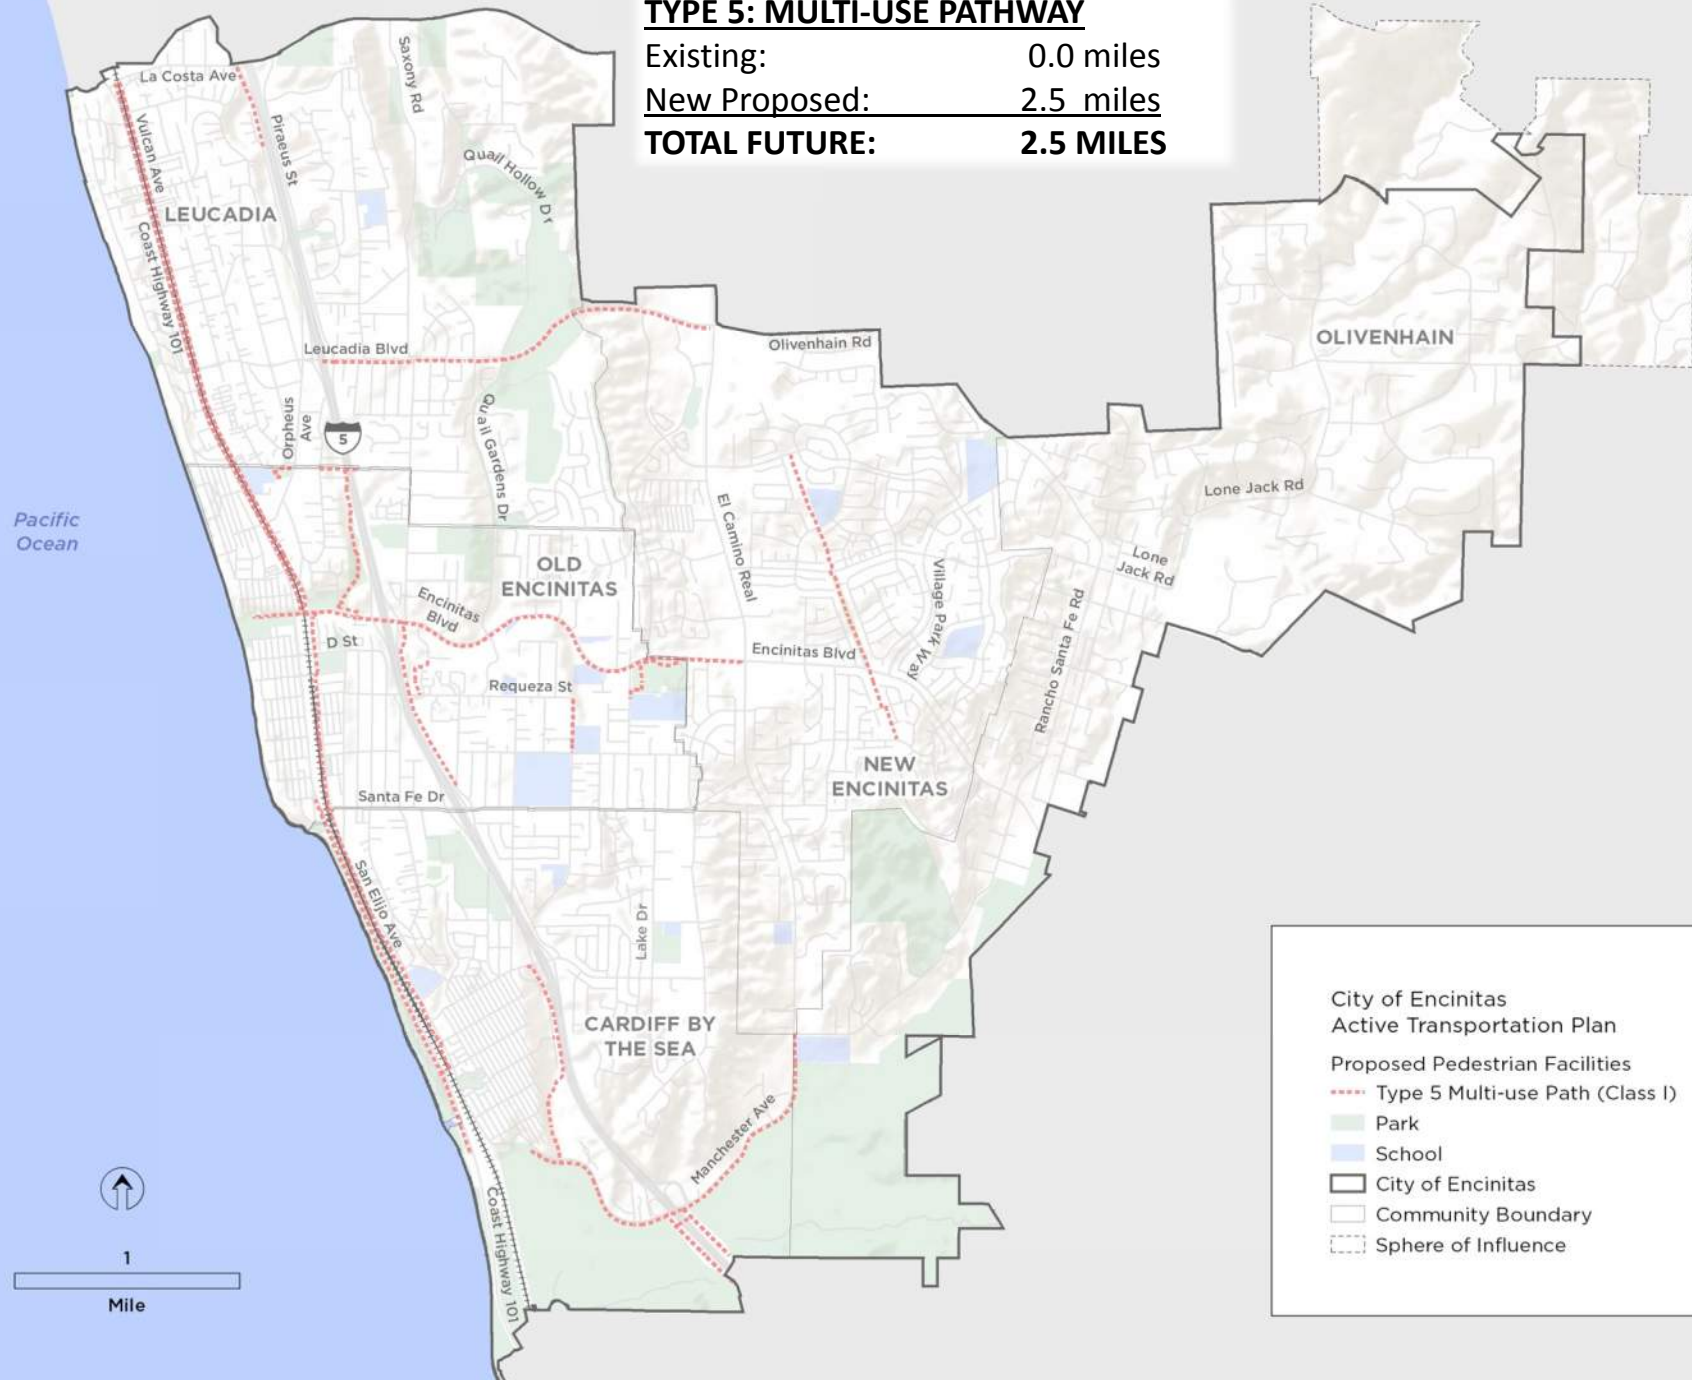 TYPE 5: MULTI-USE PATHWAY
Existing: 0.0 miles
New Proposed: 2.5 miles
TOTAL FUTURE: 2.5 MILES
La Costa Ave
Saxony Rd
Piraeus St
Vulcan Ave
Quail Hollow Dr
LEUCADIA
Coast Highway 101
Leucadia Blvd
Olivenhain Rd
OLIVENHAIN
Orpheus
Ave
5
Quail Gardens Dr
El Camino Real
Lone Jack Rd
Pacific
Ocean
OLD
ENCINITAS
Lone
Jack Rd
Encinitas
Blvd
Village Park Way
Rancho Santa Fe Rd
D St
Encinitas Blvd
Requeza St
NEW
ENCINITAS
Santa Fe Dr
San Elijo Ave
Lake Dr
CARDIFF BY
THE SEA
Manchester Ave
Coast Highway 101
1
Mile
City of Encinitas
Active Transportation Plan
Proposed Pedestrian Facilities
Type 5 Multi-use Path (Class I)
Park
School
City of Encinitas
Community Boundary
Sphere of Influence